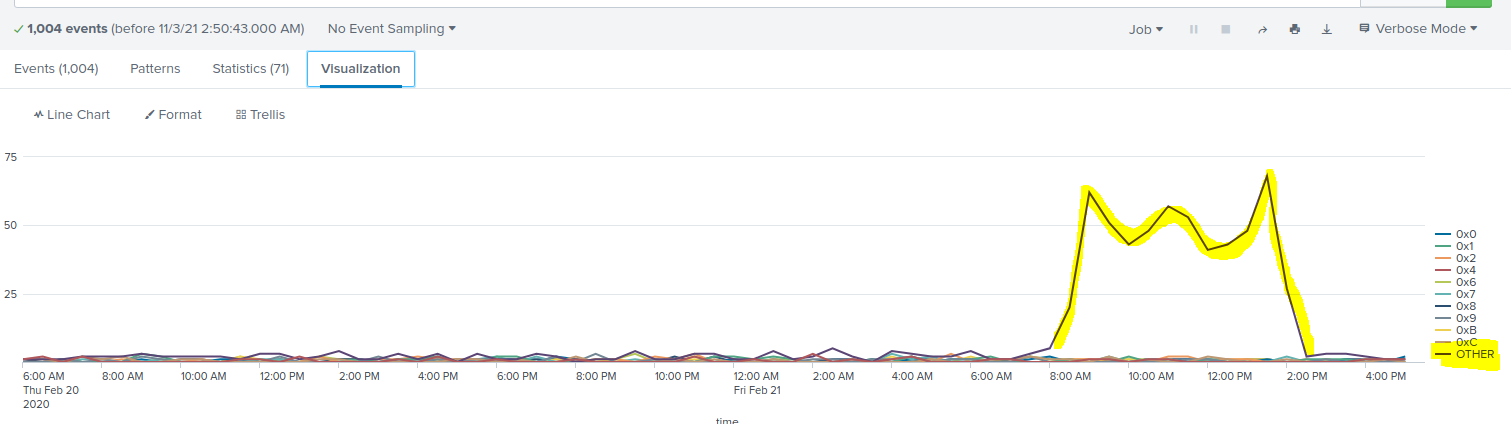 ✓ 1,004 events (before 11/3/21 2:50:43.000 AM) No Event Sampling
Job Verbose Mode
Events (1,004) Patterns Statistics (71) Visualization
Line Chart Format Trellis
75
50
25
0x0
0x1
0x2
0x4
0x6
0x7
0x8
0x9
0xB
0xC
OTHER
6:00 AM 8:00 AM 10:00 AM 12:00 PM 2:00 PM 4:00 PM 6:00 PM 8:00 PM 10:00 PM 12:00 AM 2:00 AM 4:00 AM 6:00 AM 8:00 AM 10:00 AM 12:00 PM 2:00 PM 4:00 PM
Thu Feb 20 Fri Feb 21
2020
time